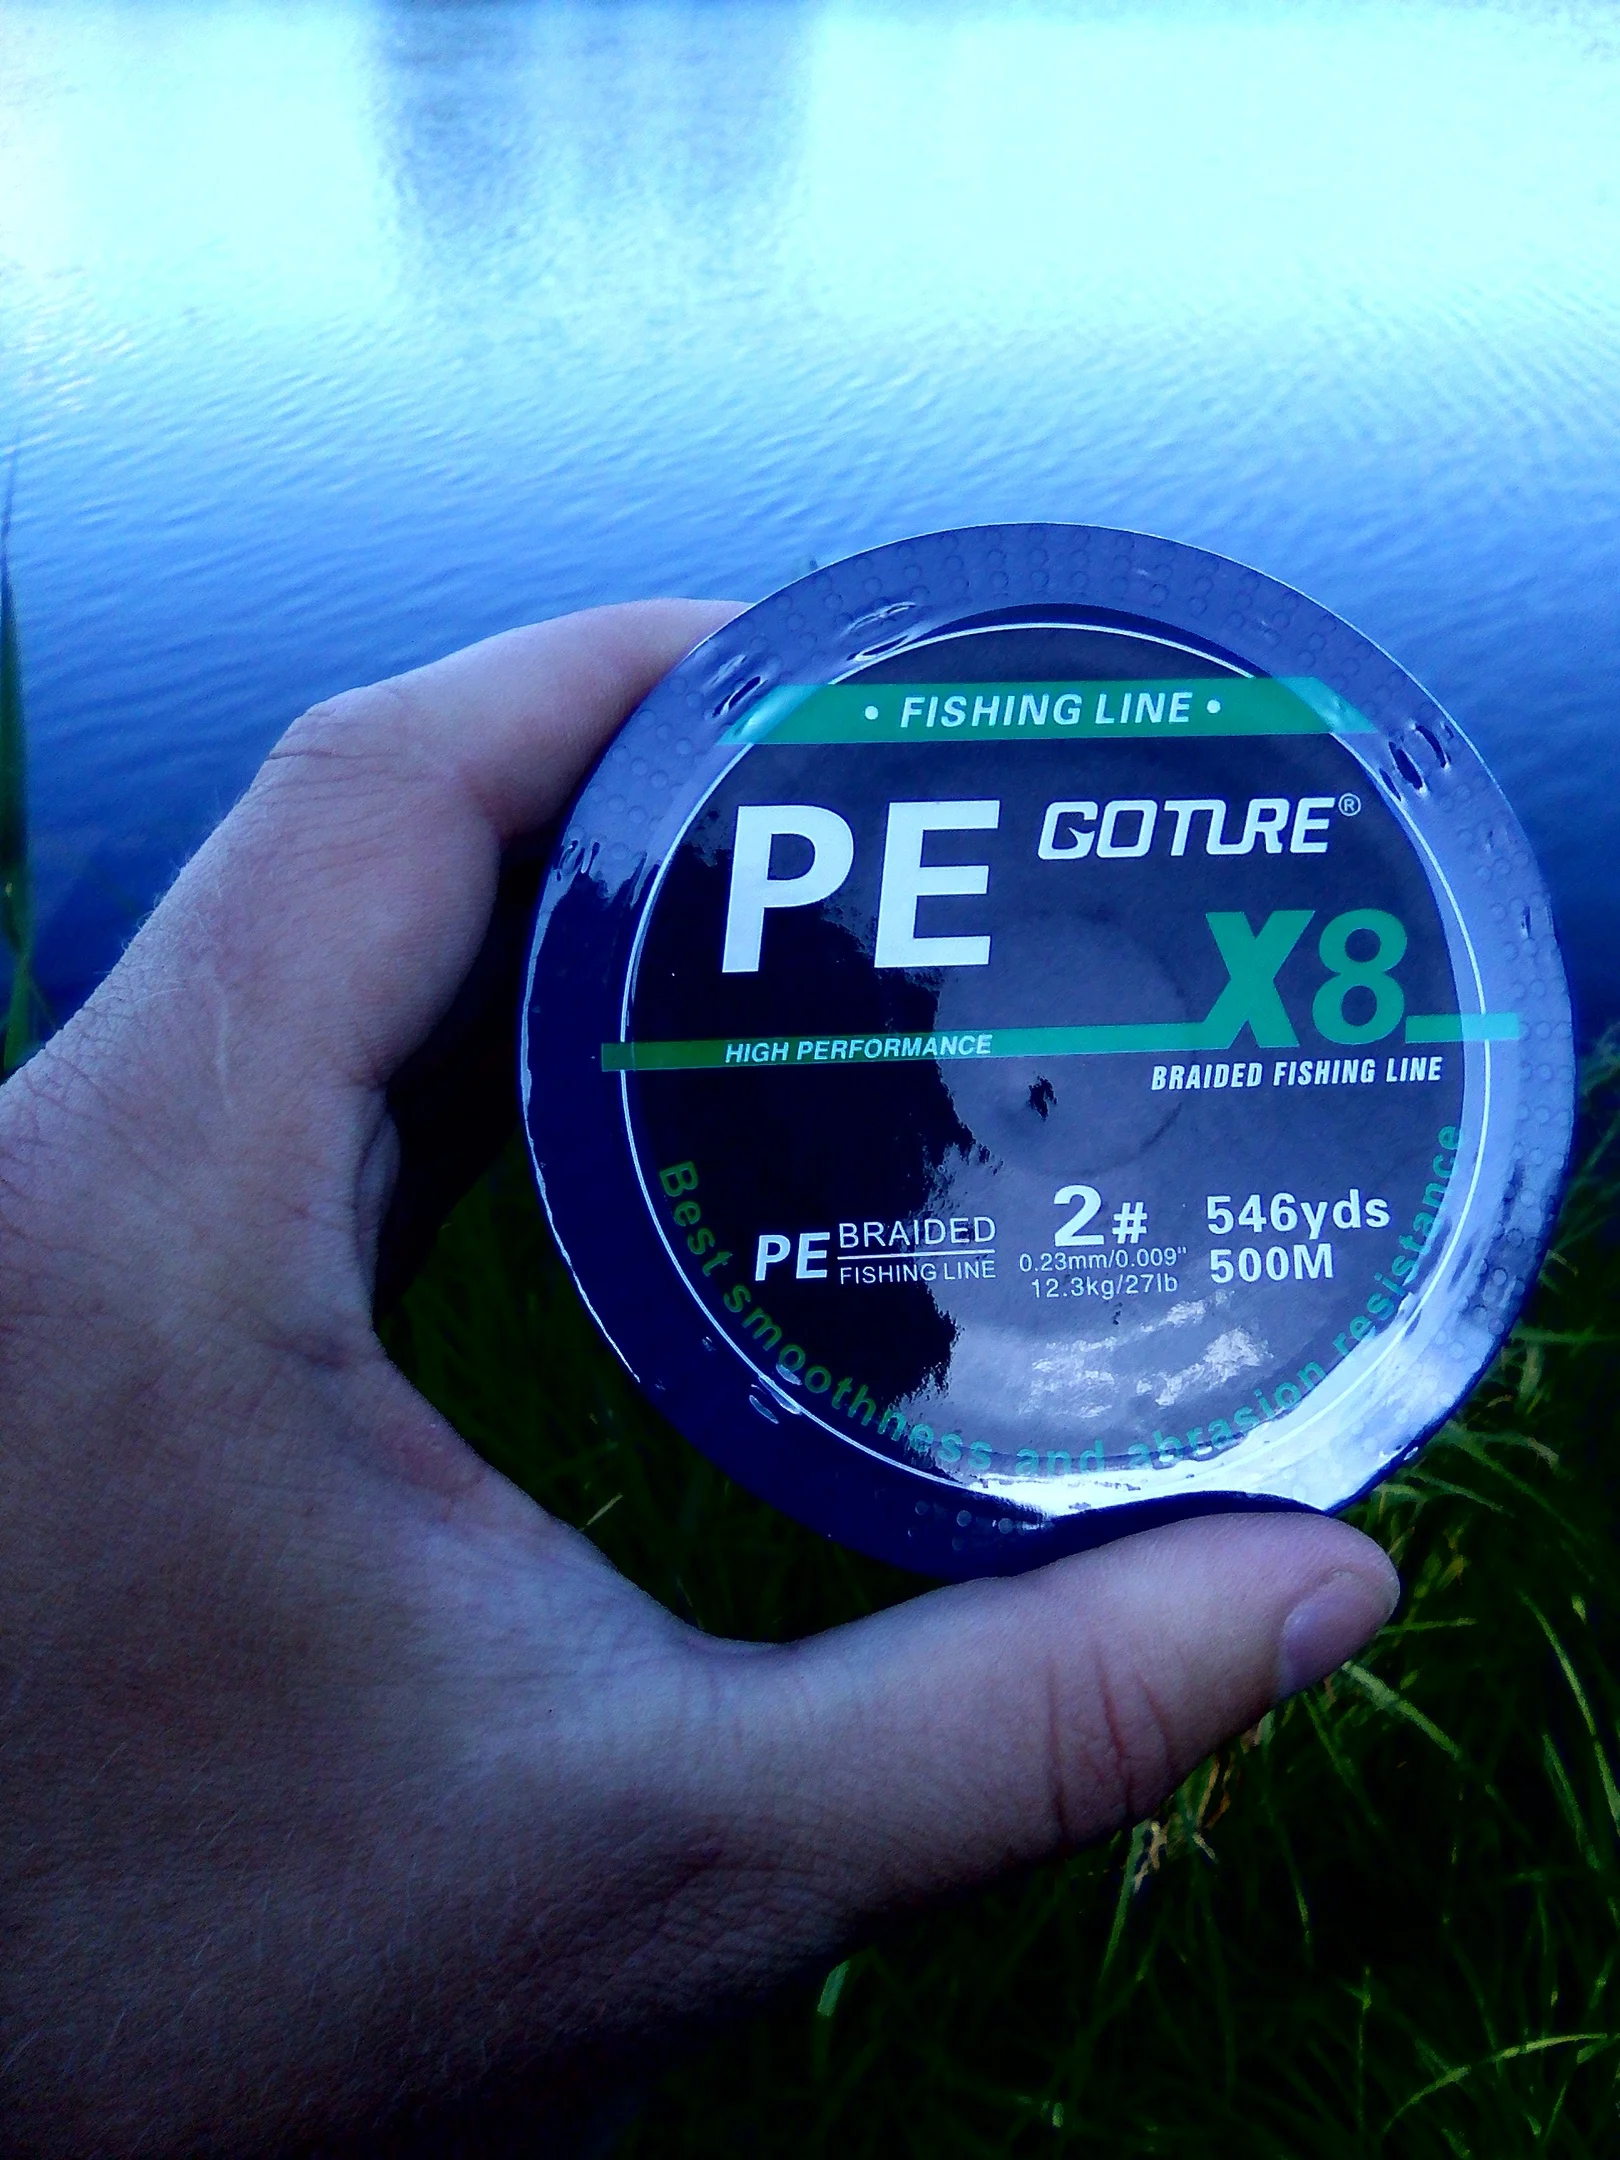 • FISHING LINE •
PE GOTURE®
X8
HIGH PERFORMANCE
BRAIDED FISHING LINE
PE BRAIDED
FISHING LINE
2#
0.23mm/0.009"
12.3kg/27lb
546yds
500M
Best smoothness and abrasion resistance